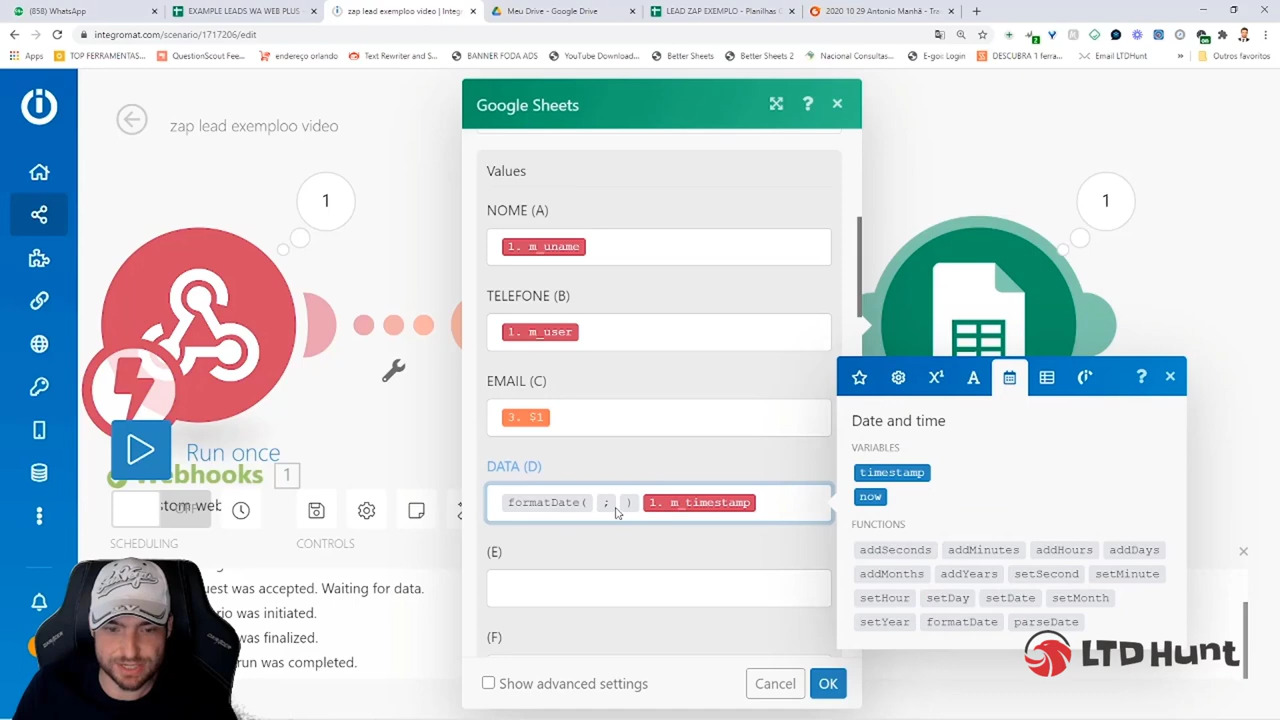 (858) WhatsApp
EXAMPLE LEADS WA WEB PLUS -
zap lead exemploo video | Integ
Meu Drive - Google Drive
LEAD ZAP EXEMPLO - Planilhas G
2020 10 29 Antonio Manhã - Tra
integromat.com/scenario/1717206/edit
Apps
TOP FERRAMENTAS...
QuestionScout Fee...
endereço orlando
Text Rewriter and S...
BANNER FODA ADS
YouTube Download...
Better Sheets
Better Sheets 2
Nacional Consultas...
E-goi: Login
DESCUBRA 1 ferra...
Email LTDHunt
Outros favoritos
zap lead exemploo video
1
Run once
Webhooks 1
stom web
OFF
SCHEDULING
CONTROLS
uest was accepted. Waiting for data.
rio was initiated.
was finalized.
run was completed.
Google Sheets
Values
NOME (A)
1. m_uname
TELEFONE (B)
1. m_user
EMAIL (C)
3. $1
DATA (D)
formatDate( ; ) 1. m_timestamp
(E)
(F)
Show advanced settings
Cancel
OK
1
Date and time
VARIABLES
timestamp
now
FUNCTIONS
addSeconds addMinutes addHours addDays
addMonths addYears setSecond setMinute
setHour setDay setDate setMonth
setYear formatDate parseDate
LTD Hunt